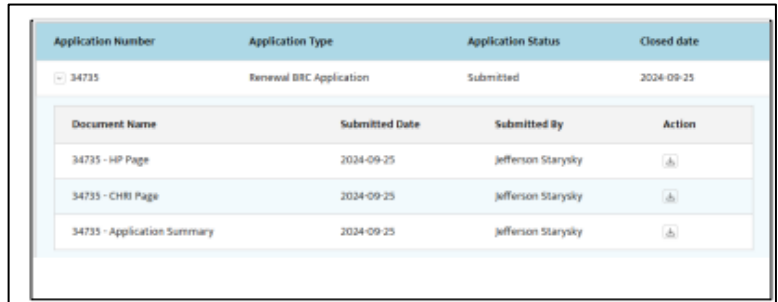 Application Number Application Type Application Status Closed date
34735 Renewal BRC Application Submitted 2024-09-25
Document Name Submitted Date Submitted By Action
34735 - HP Page 2024-09-25 Jefferson Starysky
34735 - CHRI Page 2024-09-25 Jefferson Starysky
34735 - Application Summary 2024-09-25 Jefferson Starysky